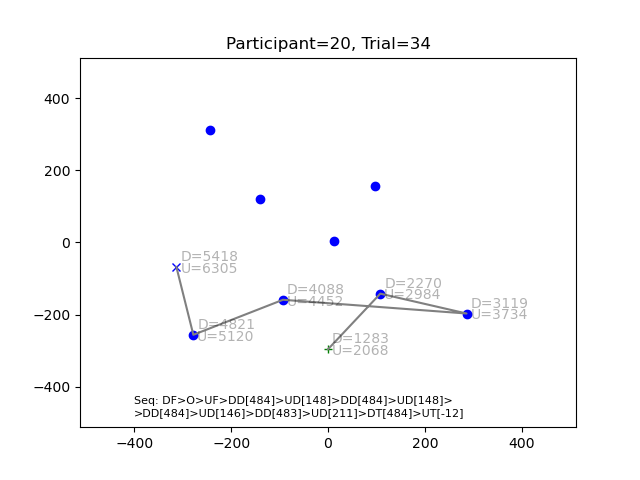 Participant=20, Trial=34
400
200
0
−200
−400
D=5418
U=6305
D=4088
U=4452
D=2270
U=2984
D=3119
U=3734
D=4821
U=5120
D=1283
U=2068
Seq: DF>O>UF>DD[484]>UD[148]>DD[484]>UD[148]>
>DD[484]>UD[146]>DD[483]>UD[211]>DT[484]>UT[-12]
−400 −200 0 200 400